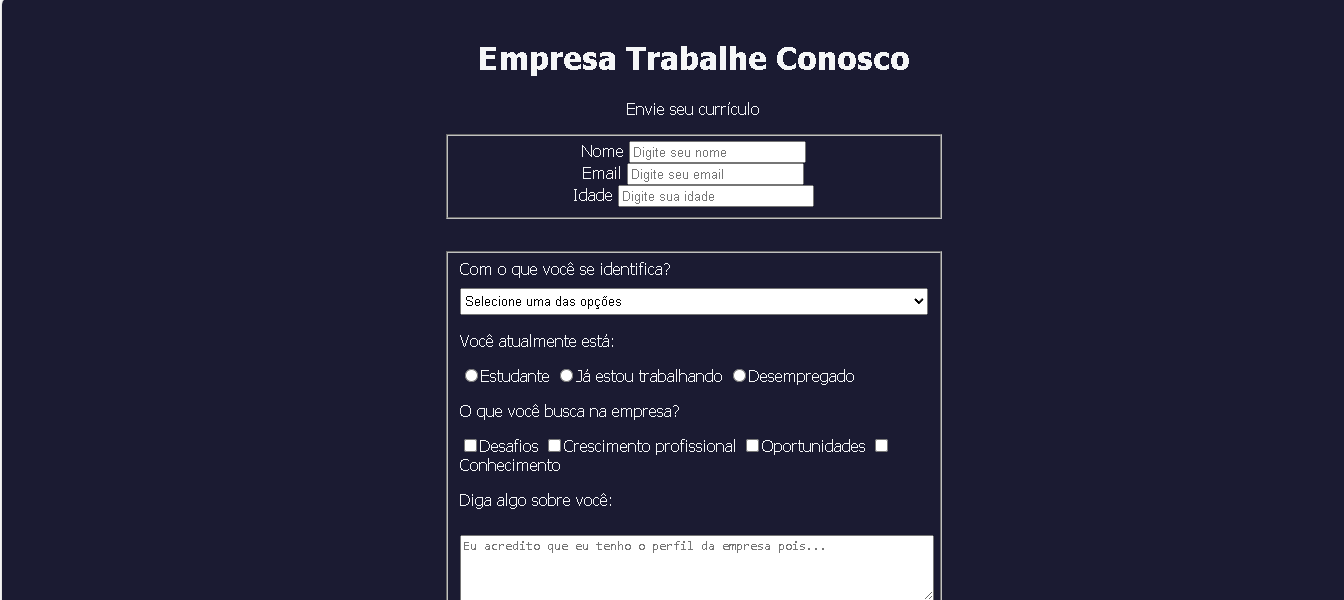 Empresa Trabalhe Conosco
Envie seu currículo
Nome Digite seu nome
Email Digite seu email
Idade Digite sua idade
Com o que você se identifica?
Selecione uma das opções
Você atualmente está:
Estudante Já estou trabalhando Desempregado
O que você busca na empresa?
Desafios Crescimento profissional Oportunidades
Conhecimento
Diga algo sobre você:
Eu acredito que eu tenho o perfil da empresa pois...